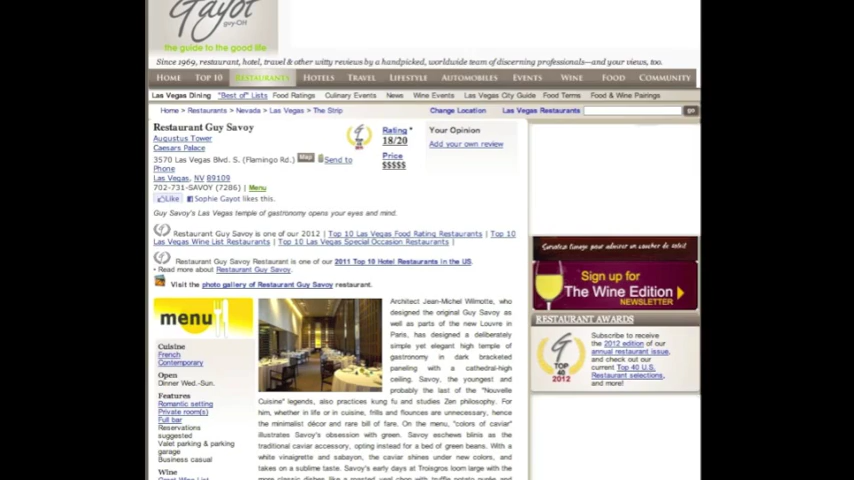 Gayot
guy-OH
the guide to the good life
Since 1969, restaurant, hotel, travel & other witty reviews by a handpicked, worldwide team of discerning professionals—and your views, too.
HOME TOP 10 RESTAURANTS HOTELS TRAVEL LIFESTYLE AUTOMOBILES EVENTS WINE FOOD COMMUNITY
Las Vegas Dining "Best of" Lists Food Ratings Culinary Events News Wine Events Las Vegas City Guide Food Terms Food & Wine Pairings
Home > Restaurants > Nevada > Las Vegas > The Strip Change Location Las Vegas Restaurants go
Restaurant Guy Savoy
Augustus Tower
Caesars Palace
3570 Las Vegas Blvd. S. (Flamingo Rd.) Map Send to
Phone
Las Vegas, NV 89109
702-731-SAVOY (7286) | Menu
Like Sophie Gayot likes this.
Rating *
18/20
Price
$$$$$
Your Opinion
Add your own review
Guy Savoy's Las Vegas temple of gastronomy opens your eyes and mind.
Restaurant Guy Savoy is one of our 2012 | Top 10 Las Vegas Food Rating Restaurants | Top 10
Las Vegas Wine List Restaurants | Top 10 Las Vegas Special Occasion Restaurants |
Restaurant Guy Savoy Restaurant is one of our 2011 Top 10 Hotel Restaurants in the US.
• Read more about Restaurant Guy Savoy.
Visit the photo gallery of Restaurant Guy Savoy restaurant.
menu
Cuisine
French
Contemporary
Open
Dinner Wed.-Sun.
Features
Romantic setting
Private room(s)
Full bar
Reservations
suggested
Valet parking & parking
garage
Business casual
Wine
Great Wine List
Architect Jean-Michel Wilmotte, who
designed the original Guy Savoy as
well as parts of the new Louvre in
Paris, has designed a deliberately
simple yet elegant high temple of
gastronomy in dark bracketed
paneling with a cathedral-high
ceiling. Savoy, the youngest and
probably the last of the "Nouvelle
Cuisine" legends, also practices kung fu and studies Zen philosophy. For
him, whether in life or in cuisine, frills and flounces are unnecessary, hence
the minimalist décor and rare bill of fare. On the menu, "colors of caviar"
illustrates Savoy's obsession with green. Savoy eschews blinis as the
traditional caviar accessory, opting instead for a bed of green beans. With a
white vinaigrette and sabayon, the caviar shines under new colors, and
takes on a sublime taste. Savoy's early days at Troisgros loom large with the
Survolez l'image pour admirer un coucher de soleil
Sign up for
The Wine Edition
NEWSLETTER
RESTAURANT AWARDS
TOP
40
2012
Subscribe to receive
the 2012 edition of our
annual restaurant issue,
and check out our
current Top 40 U.S.
Restaurant selections,
and more!